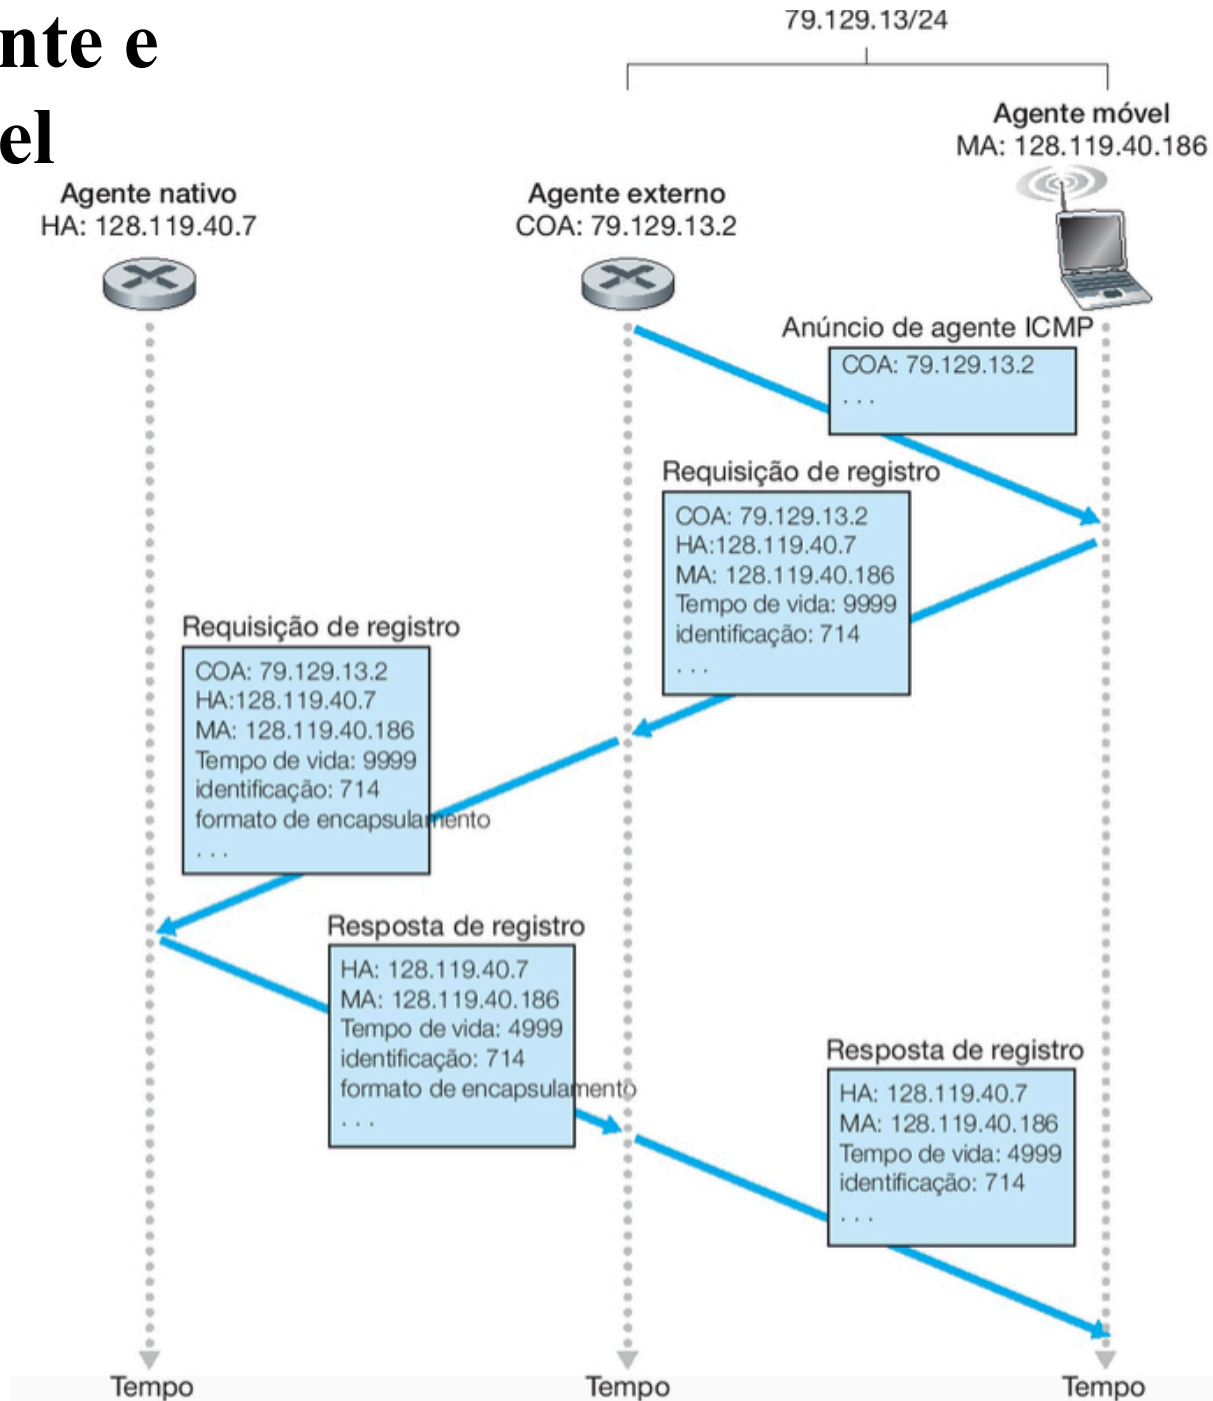 nte e
el
79.129.13/24
Agente móvel
MA: 128.119.40.186
Agente nativo
HA: 128.119.40.7
Agente externo
COA: 79.129.13.2
Anúncio de agente ICMP
COA: 79.129.13.2
. . .
Requisição de registro
COA: 79.129.13.2
HA:128.119.40.7
MA: 128.119.40.186
Tempo de vida: 9999
identificação: 714
. . .
Requisição de registro
COA: 79.129.13.2
HA:128.119.40.7
MA: 128.119.40.186
Tempo de vida: 9999
identificação: 714
formato de encapsulamento
. . .
Resposta de registro
HA: 128.119.40.7
MA: 128.119.40.186
Tempo de vida: 4999
identificação: 714
formato de encapsulamento
. . .
Resposta de registro
HA: 128.119.40.7
MA: 128.119.40.186
Tempo de vida: 4999
identificação: 714
. . .
Tempo
Tempo
Tempo